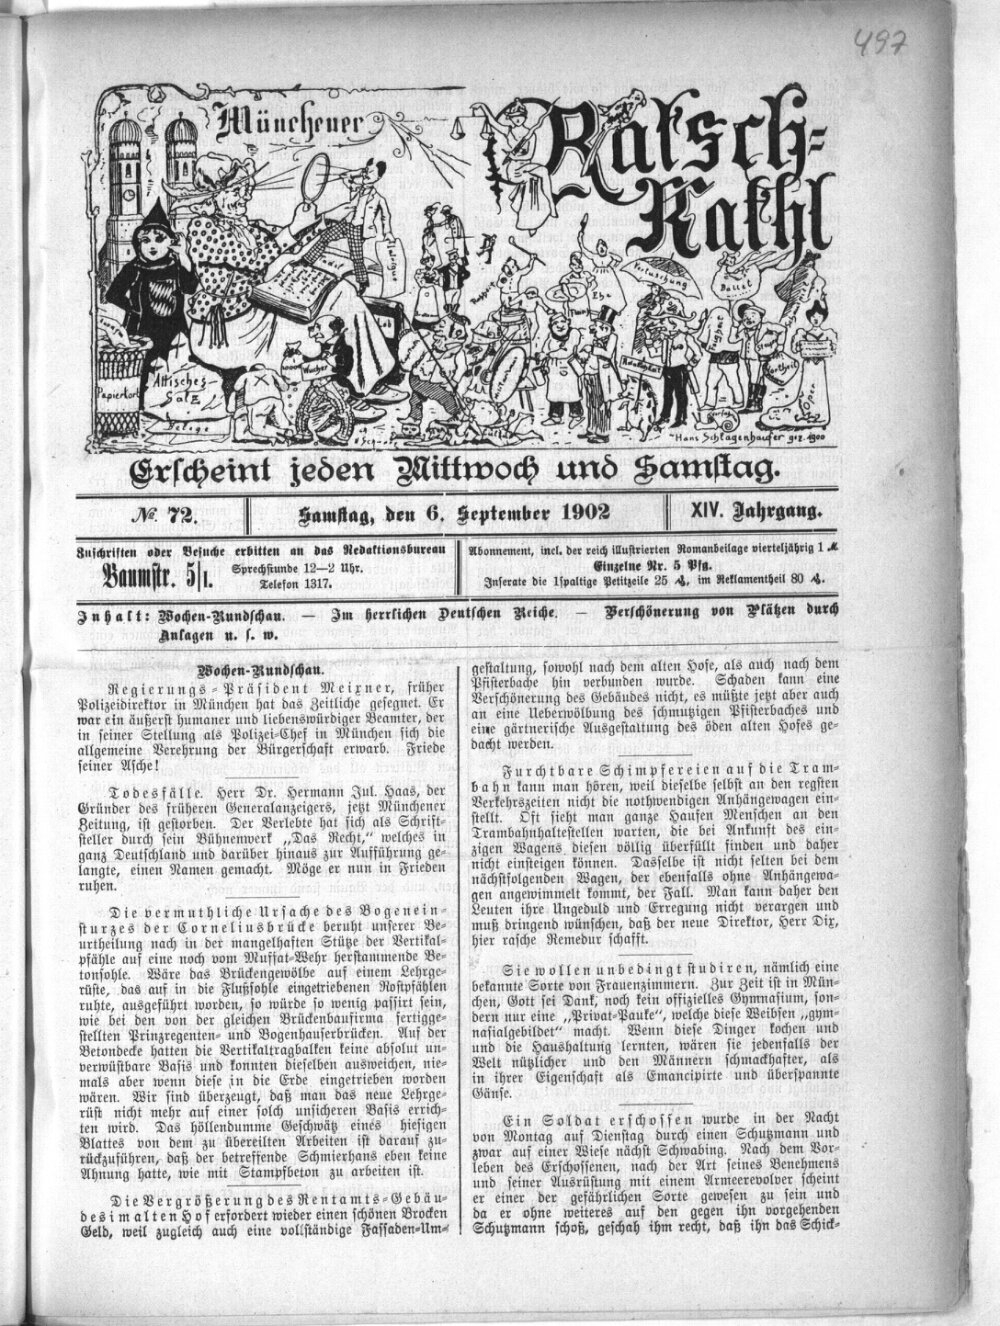 497
Münchener
Ratsch-
Kathl
Papierkorb
Attisches
Salz
Wucher
Vertuschung
Ehe
Hans Schlagenhaufer gez. 1900
Erscheint jeden Mittwoch und Samstag.
№ 72.
Samstag, den 6. September 1902
XIV. Jahrgang.
Zuschriften oder Besuche erbitten an das Redaktionsbureau
Baumstr. 5/I.
Sprechstunde 12—2 Uhr.
Telefon 1317.
Abonnement, incl. der reich illustrierten Romanbeilage vierteljährig 1 ℳ
Einzelne Nr. 5 Pfg.
Inserate die 1spaltige Petitzeile 25 ₰, im Reklamentheil 80 ₰.
Inhalt: Wochen-Rundschau. — Im herrlichen Deutschen Reiche. — Verschönerung von Plätzen durch
Anlagen u. s. w.
Wochen-Rundschau.
Regierungs-Präsident Meixner, früher
Polizeidirektor in München hat das Zeitliche gesegnet. Er
war ein äußerst humaner und liebenswürdiger Beamter, der
in seiner Stellung als Polizei-Chef in München sich die
allgemeine Verehrung der Bürgerschaft erwarb. Friede
seiner Asche!
Todesfälle. Herr Dr. Hermann Jul. Haas, der
Gründer des früheren Generalanzeigers, jetzt Münchener
Zeitung, ist gestorben. Der Verlebte hat sich als Schrift-
steller durch sein Bühnenwerk „Das Recht,“ welches in
ganz Deutschland und darüber hinaus zur Aufführung ge-
langte, einen Namen gemacht. Möge er nun in Frieden
ruhen.
Die vermuthliche Ursache des Bogenein-
sturzes der Corneliusbrücke beruht unserer Be-
urtheilung nach in der mangelhaften Stütze der Vertikal-
pfähle auf eine noch vom Muffat-Wehr herstammende Be-
tonsohle. Wäre das Brückengewölbe auf einem Lehrge-
rüste, das auf in die Flußsohle eingetriebenen Rostpfählen
ruhte, ausgeführt worden, so würde so wenig passirt sein,
wie bei den von der gleichen Brückenbaufirma fertigge-
stellten Prinzregenten- und Bogenhauserbrücken. Auf der
Betondecke hatten die Vertikaltragbalken keine absolut un-
verwüstbare Basis und konnten dieselben ausweichen, nie-
mals aber wenn diese in die Erde eingetrieben worden
wären. Wir sind überzeugt, daß man das neue Lehrge-
rüst nicht mehr auf einer solch unsicheren Basis errich-
ten wird. Das höllendumme Geschwätz eines hiesigen
Blattes von dem zu übereilten Arbeiten ist darauf zu-
rückzuführen, daß der betreffende Schmierhans eben keine
Ahnung hatte, wie mit Stampfbeton zu arbeiten ist.
Die Vergrößerung des Rentamts-Gebäu-
des im alten Hof erfordert wieder einen schönen Brocken
Geld, weil zugleich auch eine vollständige Fassaden-Um-
gestaltung, sowohl nach dem alten Hofe, als auch nach dem
Pfisterbache hin verbunden wurde. Schaden kann eine
Verschönerung des Gebäudes nicht, es müßte jetzt aber auch
an eine Ueberwölbung des schmutzigen Pfisterbaches und
eine gärtnerische Ausgestaltung des öden alten Hofes ge-
dacht werden.
Furchtbare Schimpfereien auf die Tram-
bahn kann man hören, weil dieselbe selbst an den regsten
Verkehrszeiten nicht die nothwendigen Anhängewagen ein-
stellt. Oft sieht man ganze Haufen Menschen an den
Trambahnhaltestellen warten, die bei Ankunft des ein-
zigen Wagens diesen völlig überfüllt finden und daher
nicht einsteigen können. Dasselbe ist nicht selten bei dem
nächstfolgenden Wagen, der ebenfalls ohne Anhängewa-
gen angewimmelt kommt, der Fall. Man kann daher den
Leuten ihre Ungeduld und Erregung nicht verargen und
muß dringend wünschen, daß der neue Direktor, Herr Dix,
hier rasche Remedur schafft.
Sie wollen unbedingt studiren, nämlich eine
bekannte Sorte von Frauenzimmern. Zur Zeit ist in Mün-
chen, Gott sei Dank, noch kein offizielles Gymnasium, son-
dern nur eine „Privat-Pauke“, welche diese Weibsen „gym-
nasialgebildet“ macht. Wenn diese Dinger kochen und
und die Haushaltung lernten, wären sie jedenfalls der
Welt nützlicher und den Männern schmackhafter, als
in ihrer Eigenschaft als Emancipirte und überspannte
Gänse.
Ein Soldat erschossen wurde in der Nacht
von Montag auf Dienstag durch einen Schutzmann und
zwar auf einer Wiese nächst Schwabing. Nach dem Vor-
leben des Erschossenen, nach der Art seines Benehmens
und seiner Ausrüstung mit einem Armeerevolver scheint
er einer der gefährlichen Sorte gewesen zu sein und
da er ohne weiteres auf den gegen ihn vorgehenden
Schutzmann schoß, geschah ihm recht, daß ihn das Schick-